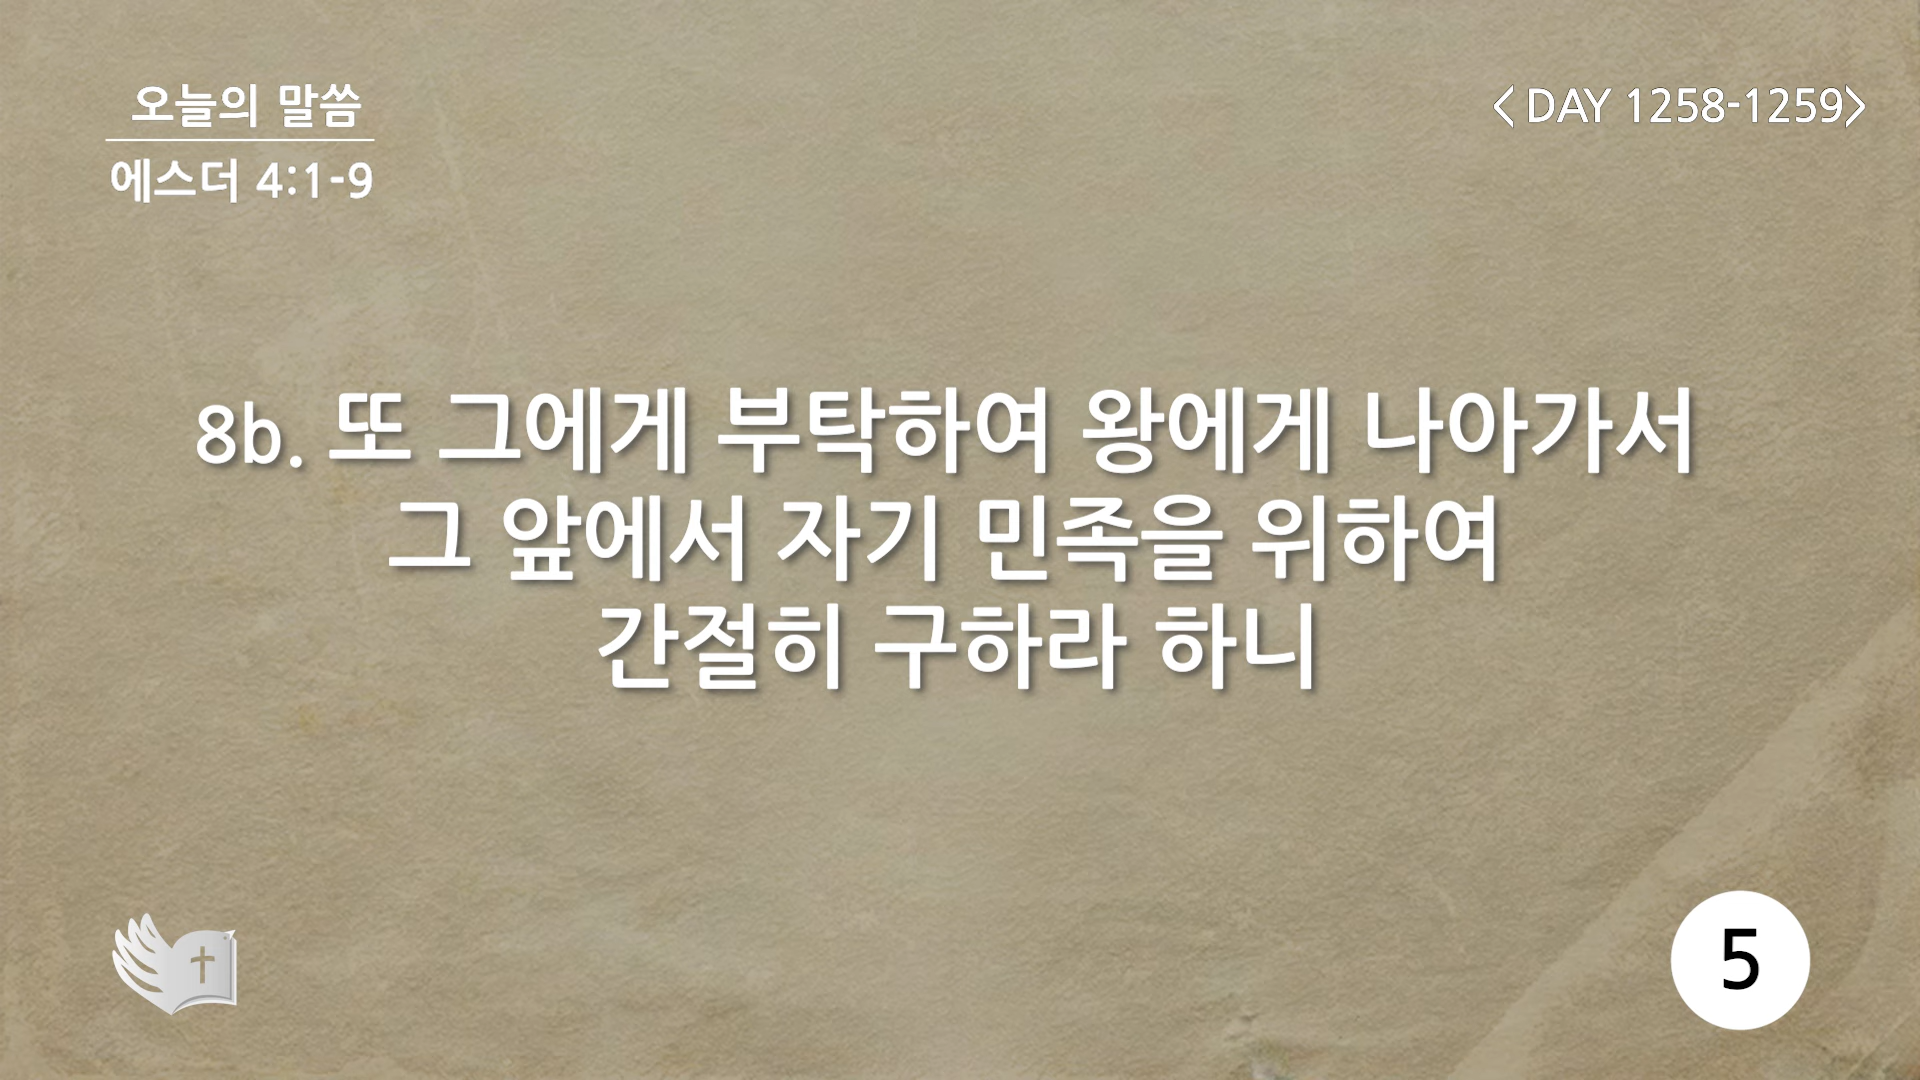 오늘의 말씀
에스더 4:1-9
<DAY 1258-1259>
8b. 또 그에게 부탁하여 왕에게 나아가서
그 앞에서 자기 민족을 위하여
간절히 구하라 하니
5